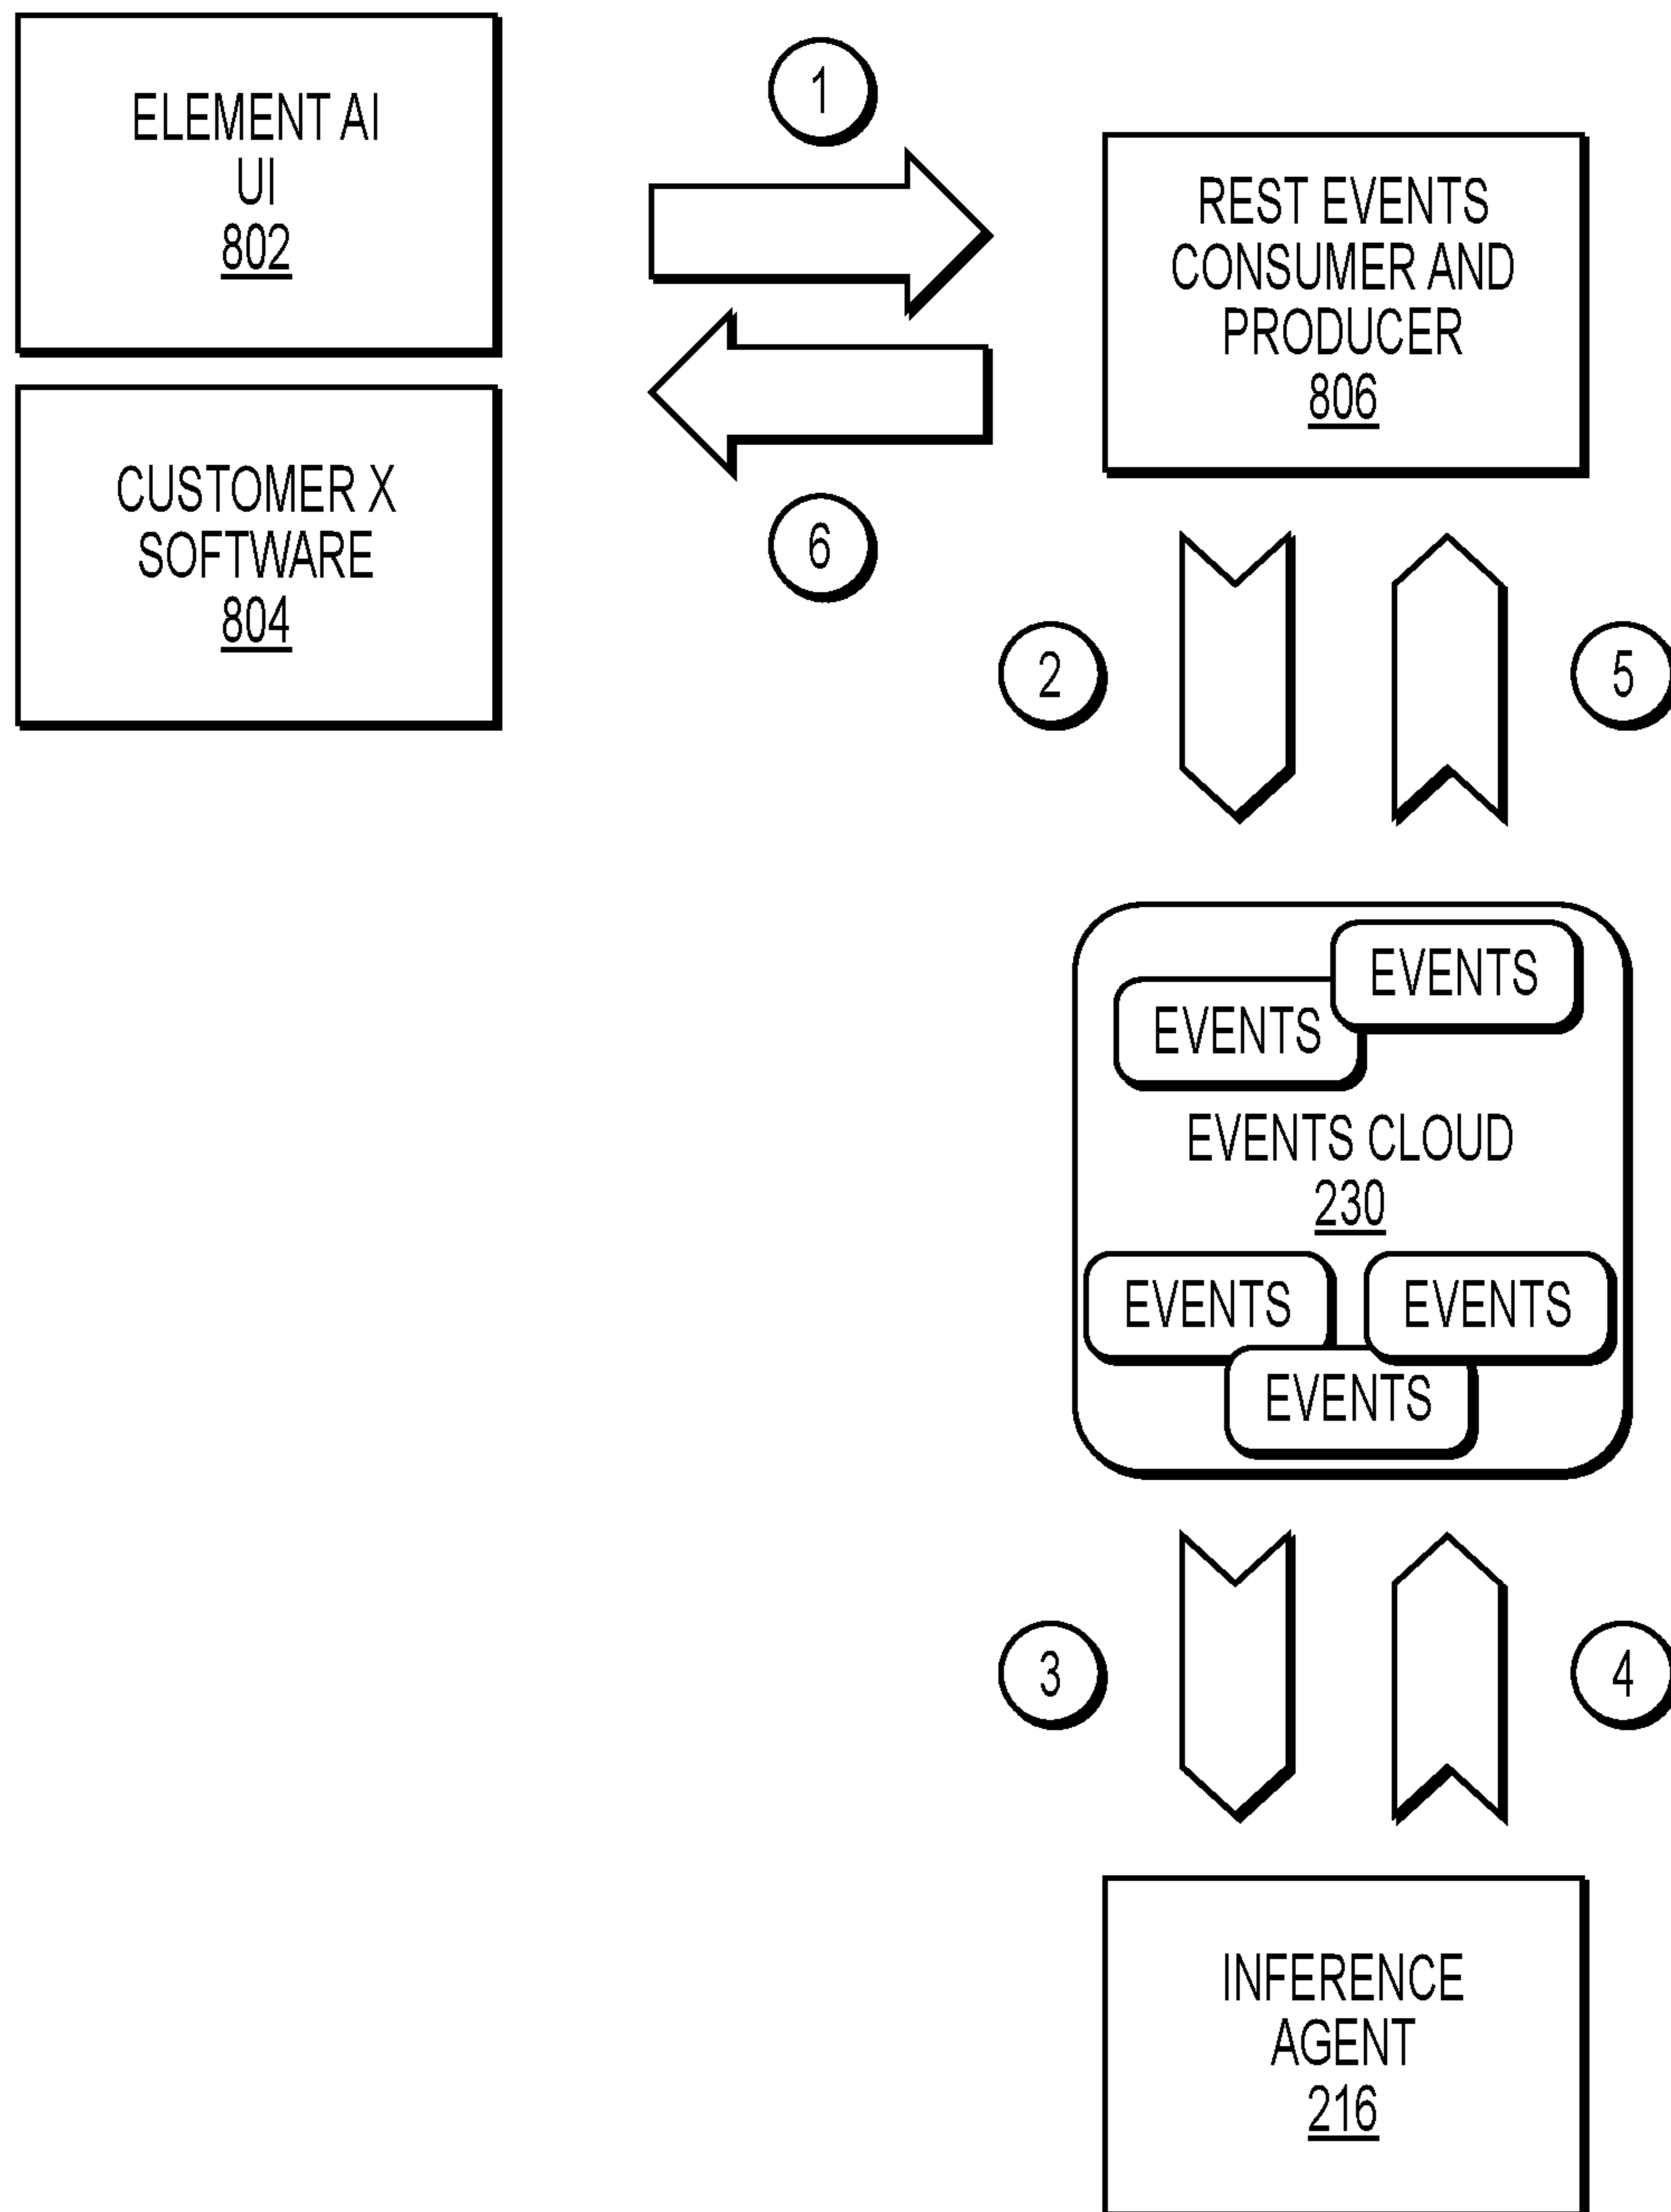 ELEMENT AI
UI
802
CUSTOMER X
SOFTWARE
804
1
6
REST EVENTS
CONSUMER AND
PRODUCER
806
2
5
EVENTS
EVENTS
EVENTS CLOUD
230
EVENTS
EVENTS
EVENTS
3
4
INFERENCE
AGENT
216